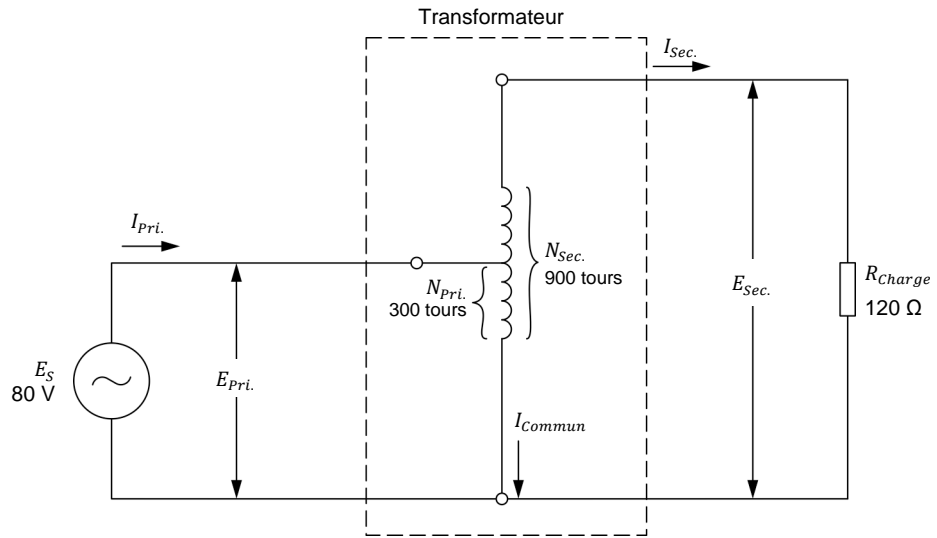 Transformateur
I_Sec.
I_Pri.
N_Sec.
900 tours
N_Pri.
300 tours
E_Sec.
R_Charge
120 Ω
E_S
80 V
E_Pri.
I_Commun